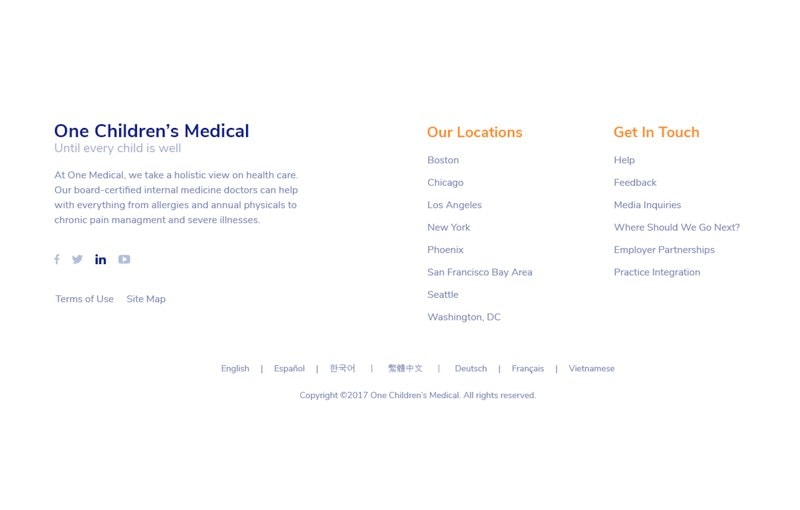 One Children's Medical
Until every child is well
At One Medical, we take a holistic view on health care.
Our board-certified internal medicine doctors can help
with everything from allergies and annual physicals to
chronic pain managment and severe illnesses.
Terms of Use Site Map
Our Locations
Boston
Chicago
Los Angeles
New York
Phoenix
San Francisco Bay Area
Seattle
Washington, DC
Get In Touch
Help
Feedback
Media Inquiries
Where Should We Go Next?
Employer Partnerships
Practice Integration
English | Español | 한국어 | 繁體中文 | Deutsch | Français | Vietnamese
Copyright ©2017 One Children's Medical. All rights reserved.